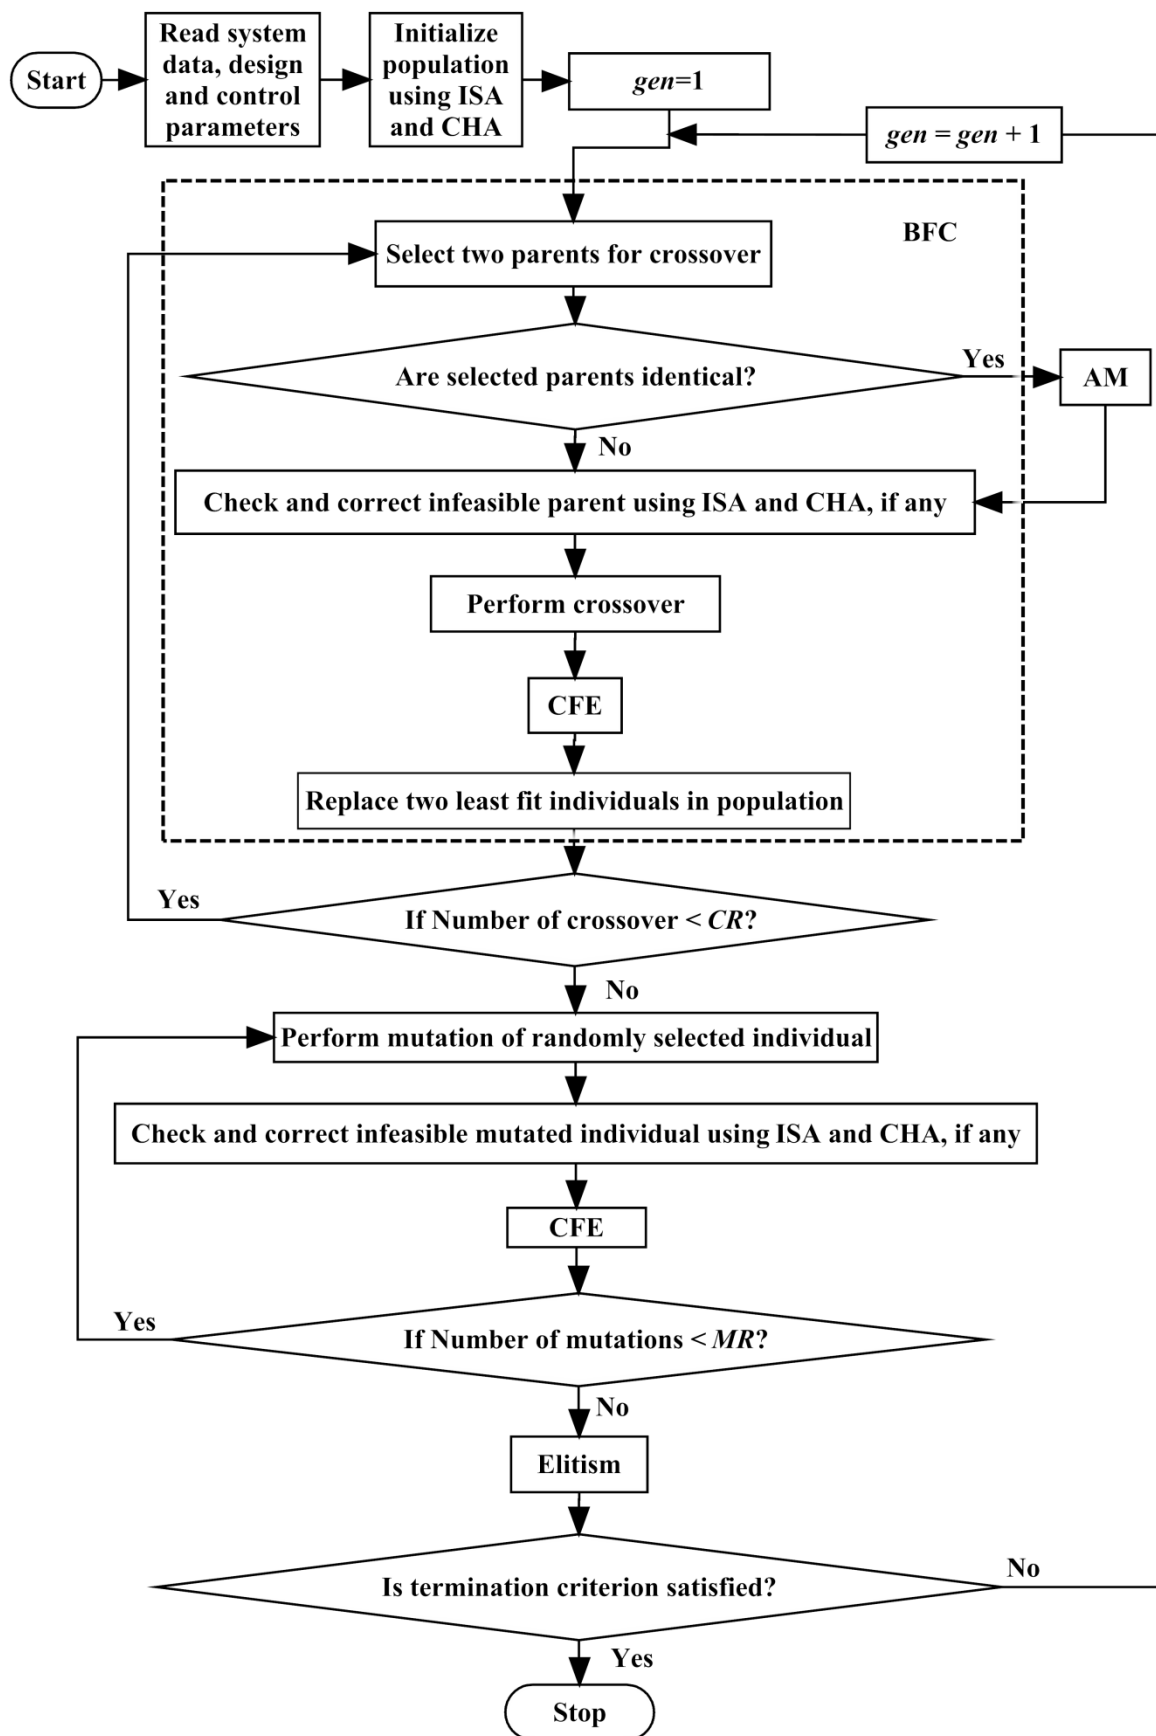 Start
Read system
data, design
and control
parameters
Initialize
population
using ISA
and CHA
gen=1
gen = gen + 1
BFC
Select two parents for crossover
Are selected parents identical?
Yes
AM
No
Check and correct infeasible parent using ISA and CHA, if any
Perform crossover
CFE
Replace two least fit individuals in population
Yes
If Number of crossover < CR?
No
Perform mutation of randomly selected individual
Check and correct infeasible mutated individual using ISA and CHA, if any
CFE
Yes
If Number of mutations < MR?
No
Elitism
Is termination criterion satisfied?
No
Yes
Stop